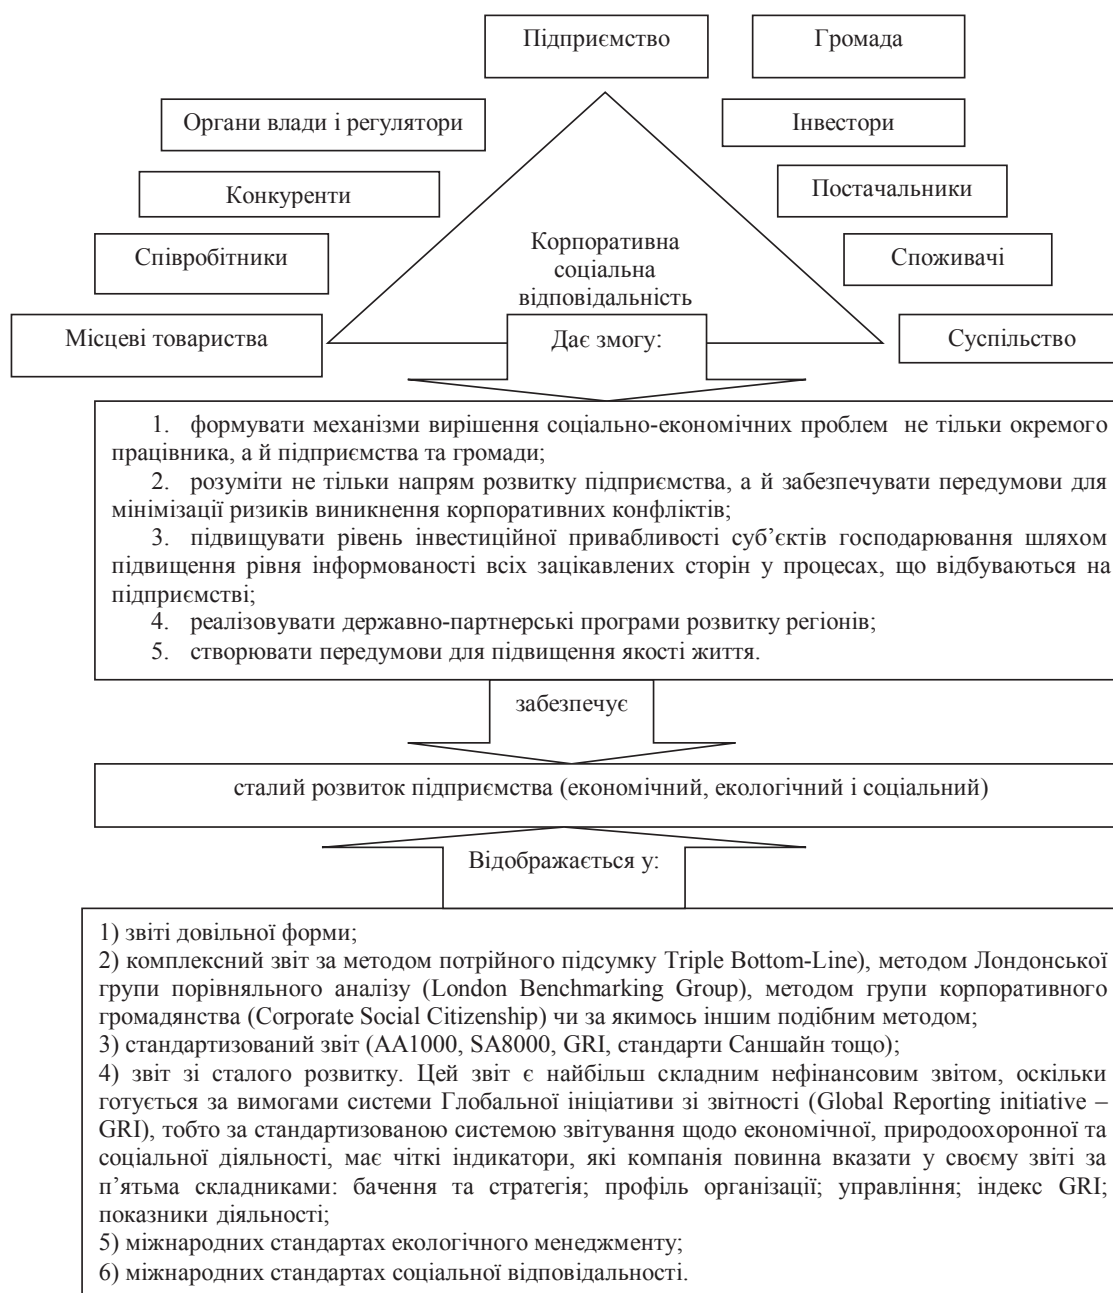 Підприємство
Громада
Органи влади і регулятори
Інвестори
Конкуренти
Постачальники
Співробітники
Корпоративна
соціальна
відповідальність
Споживачі
Місцеві товариства
Дає змогу:
Суспільство
1. формувати механізми вирішення соціально-економічних проблем не тільки окремого
працівника, а й підприємства та громади;
2. розуміти не тільки напрям розвитку підприємства, а й забезпечувати передумови для
мінімізації ризиків виникнення корпоративних конфліктів;
3. підвищувати рівень інвестиційної привабливості суб’єктів господарювання шляхом
підвищення рівня інформованості всіх зацікавлених сторін у процесах, що відбуваються на
підприємстві;
4. реалізовувати державно-партнерські програми розвитку регіонів;
5. створювати передумови для підвищення якості життя.
забезпечує
сталий розвиток підприємства (економічний, екологічний і соціальний)
Відображається у:
1) звіті довільної форми;
2) комплексний звіт за методом потрійного підсумку Triple Bottom-Line), методом Лондонської
групи порівняльного аналізу (London Benchmarking Group), методом групи корпоративного
громадянства (Corporate Social Citizenship) чи за якимось іншим подібним методом;
3) стандартизований звіт (AA1000, SA8000, GRI, стандарти Саншайн тощо);
4) звіт зі сталого розвитку. Цей звіт є найбільш складним нефінансовим звітом, оскільки
готується за вимогами системи Глобальної ініціативи зі звітності (Global Reporting initiative –
GRI), тобто за стандартизованою системою звітування щодо економічної, природоохоронної та
соціальної діяльності, має чіткі індикатори, які компанія повинна вказати у своєму звіті за
п’ятьма складниками: бачення та стратегія; профіль організації; управління; індекс GRI;
показники діяльності;
5) міжнародних стандартах екологічного менеджменту;
6) міжнародних стандартах соціальної відповідальності.